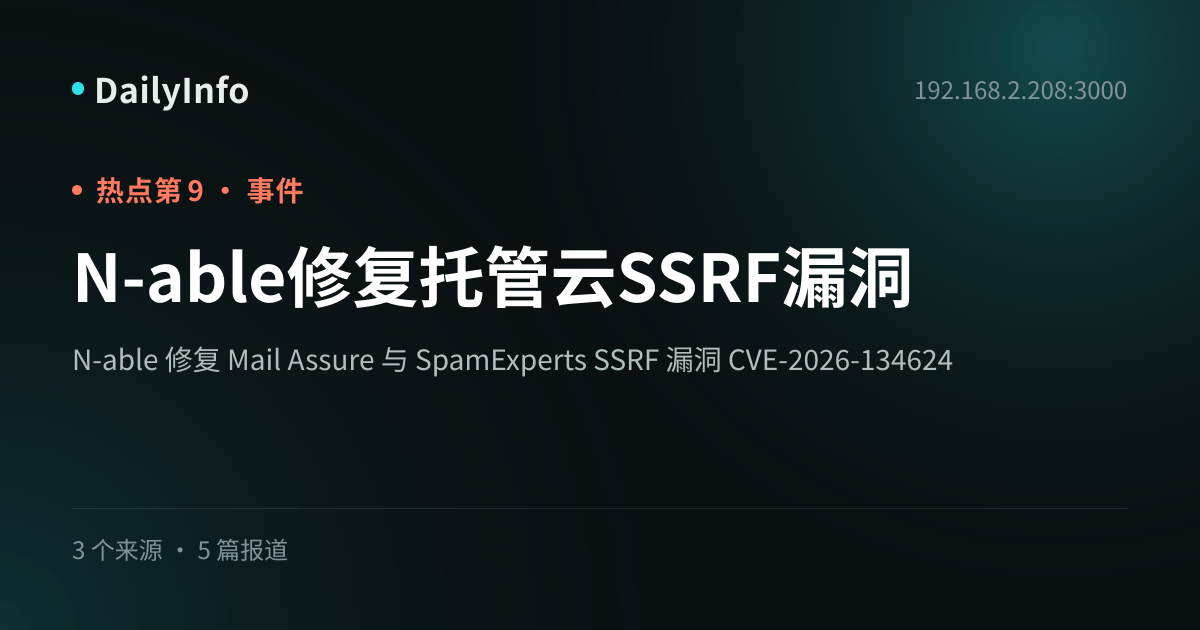 DailyInfo
192.168.2.208:3000
热点第 9 · 事件
N-able修复托管云SSRF漏洞
N-able 修复 Mail Assure 与 SpamExperts SSRF 漏洞 CVE-2026-134624
3 个来源 · 5 篇报道